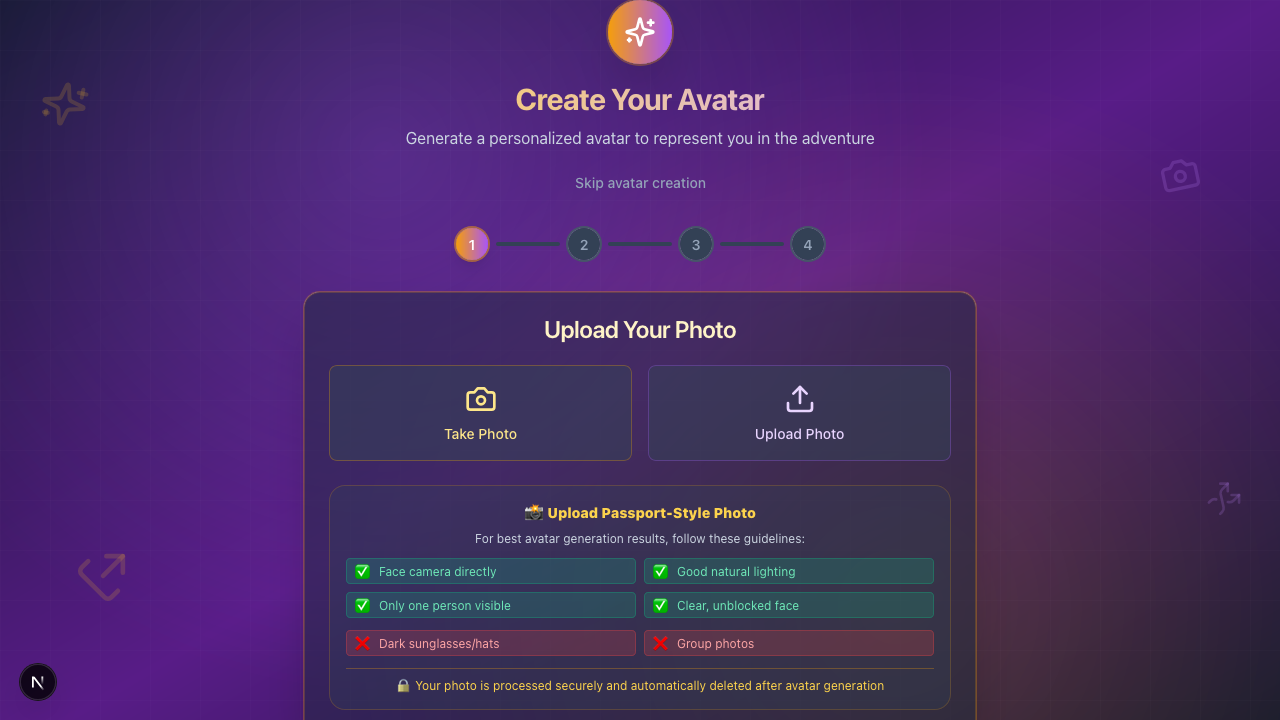 Create Your Avatar
Generate a personalized avatar to represent you in the adventure
Skip avatar creation
1 2 3 4
Upload Your Photo
Take Photo
Upload Photo
📸 Upload Passport-Style Photo
For best avatar generation results, follow these guidelines:
✅ Face camera directly
✅ Good natural lighting
✅ Only one person visible
✅ Clear, unblocked face
❌ Dark sunglasses/hats
❌ Group photos
🔒 Your photo is processed securely and automatically deleted after avatar generation
N